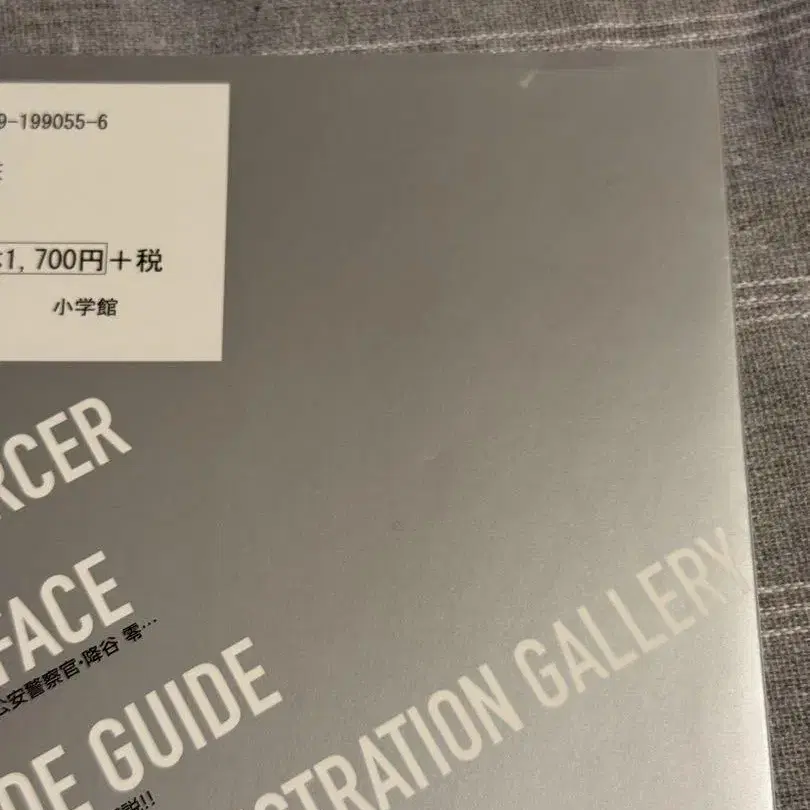 9-199055-6
1,700円+税
小学館
RCER
FACE
公安警察官・降谷 零…
DE GUIDE
説!!
STRATION GALLERY